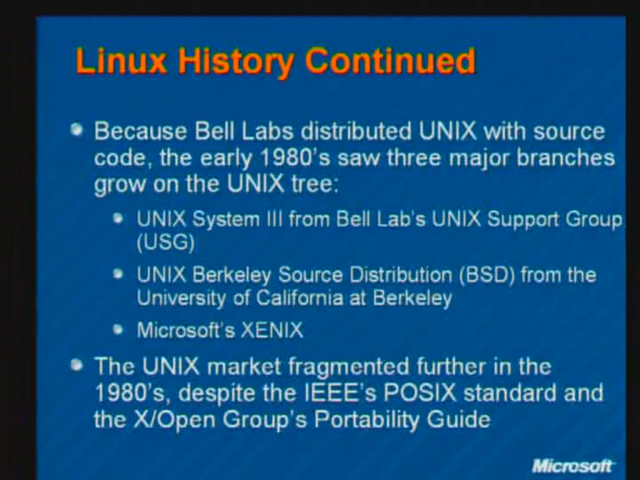 Linux History Continued
Because Bell Labs distributed UNIX with source
code, the early 1980's saw three major branches
grow on the UNIX tree:
UNIX System III from Bell Lab's UNIX Support Group
(USG)
UNIX Berkeley Source Distribution (BSD) from the
University of California at Berkeley
Microsoft's XENIX
The UNIX market fragmented further in the
1980's, despite the IEEE's POSIX standard and
the X/Open Group's Portability Guide
Microsoft